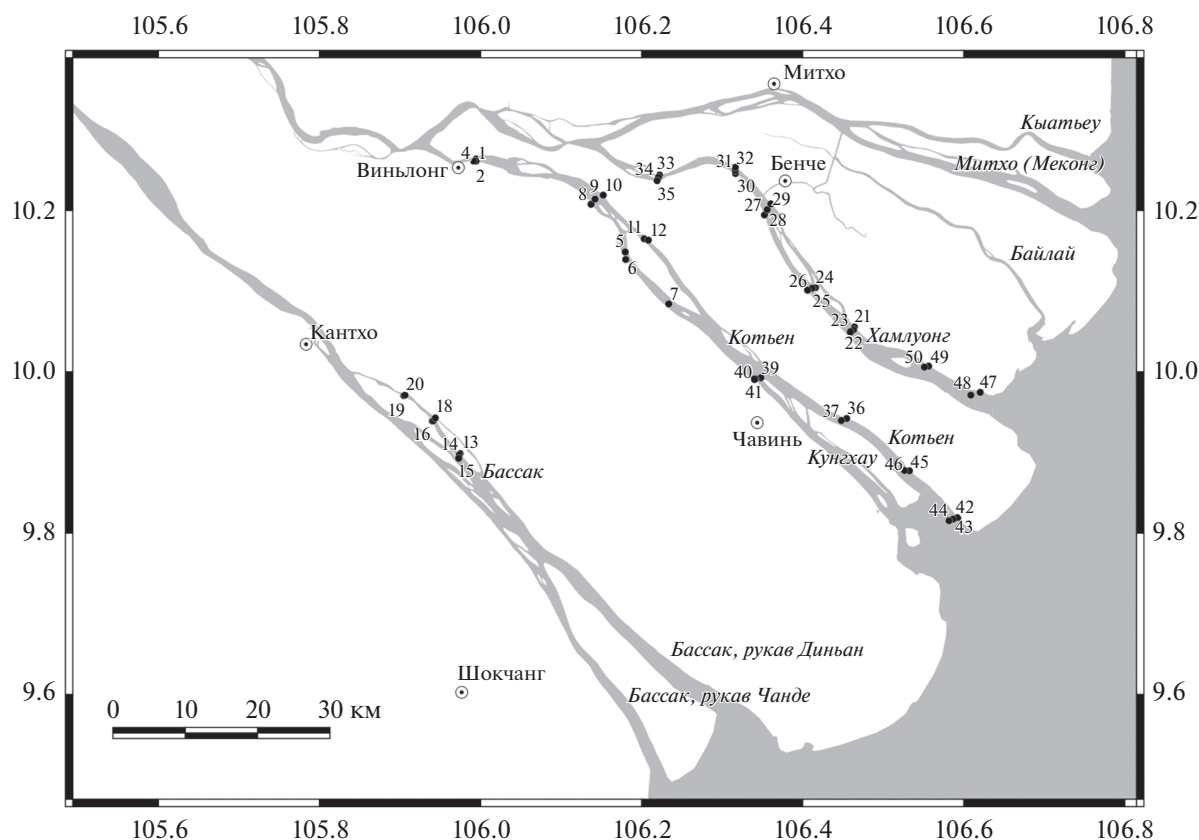 105.6 105.8 106.0 106.2 106.4 106.6 106.8
Митхо
Кыатьеу
Митхо (Меконг)
4 1
2
Виньлонг
34 33
35
31 32
30
Бенче
8 9 10
27 29
28
10.2 10.2
11 12
5
6
Байлай
7
26 24
25
23 21
22
Хамлуонг
Котьен
Кантхо
50 49
10.0 10.0
40 39
41
48 47
20
19
18
16
37 36
Чавинь
Котьен
14 13
15
Бассак
Кунгхау
46 45
44 42
43
9.8 9.8
Бассак, рукав Диньан
Шокчанг
Бассак, рукав Чанде
9.6 9.6
0 10 20 30 км
105.6 105.8 106.0 106.2 106.4 106.6 106.8